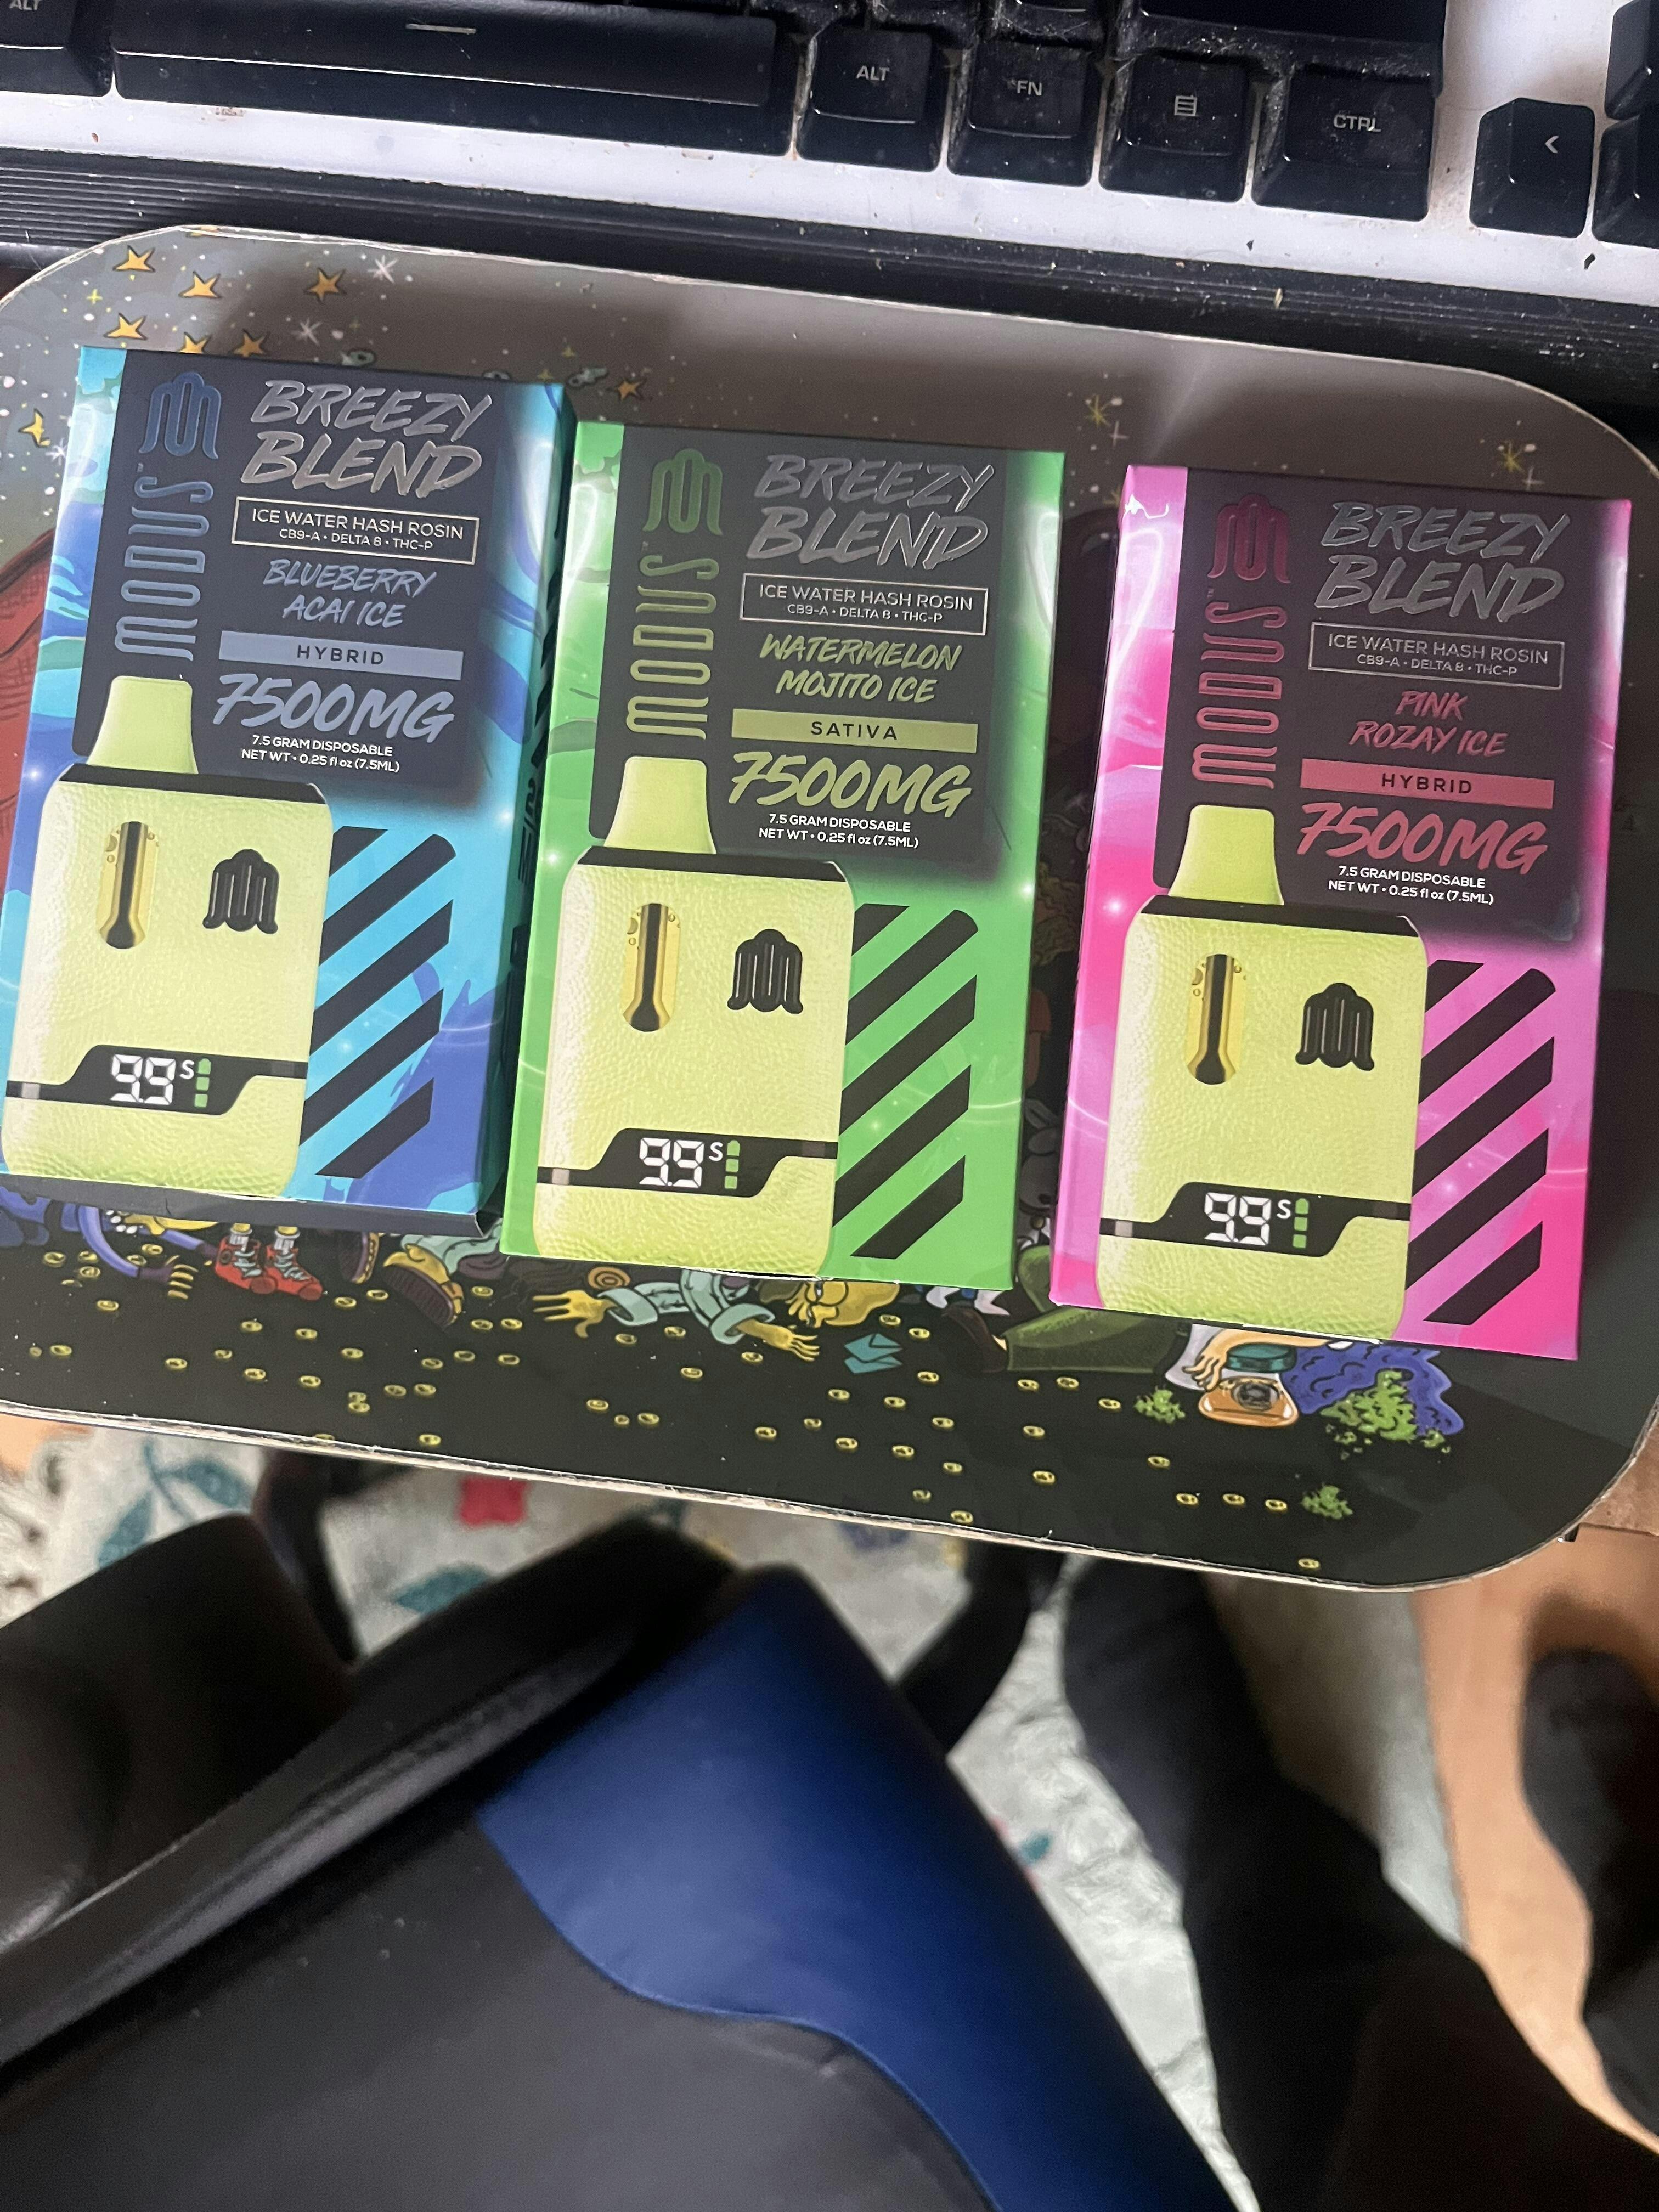 ALT
ALT
FN
CTRL
<
MODUS™
BREEZY
BLEND
ICE WATER HASH ROSIN
CB9-A • DELTA 8 • THC-P
BLUEBERRY
ACAI ICE
HYBRID
7500MG
7.5 GRAM DISPOSABLE
NET WT • 0.25 fl oz (7.5ML)
99S
MODUS™
BREEZY
BLEND
ICE WATER HASH ROSIN
CB9-A • DELTA 8 • THC-P
WATERMELON
MOJITO ICE
SATIVA
7500MG
7.5 GRAM DISPOSABLE
NET WT • 0.25 fl oz (7.5ML)
99S
MODUS™
BREEZY
BLEND
ICE WATER HASH ROSIN
CB9-A • DELTA 8 • THC-P
PINK
ROZAY ICE
HYBRID
7500MG
7.5 GRAM DISPOSABLE
NET WT • 0.25 fl oz (7.5ML)
99S